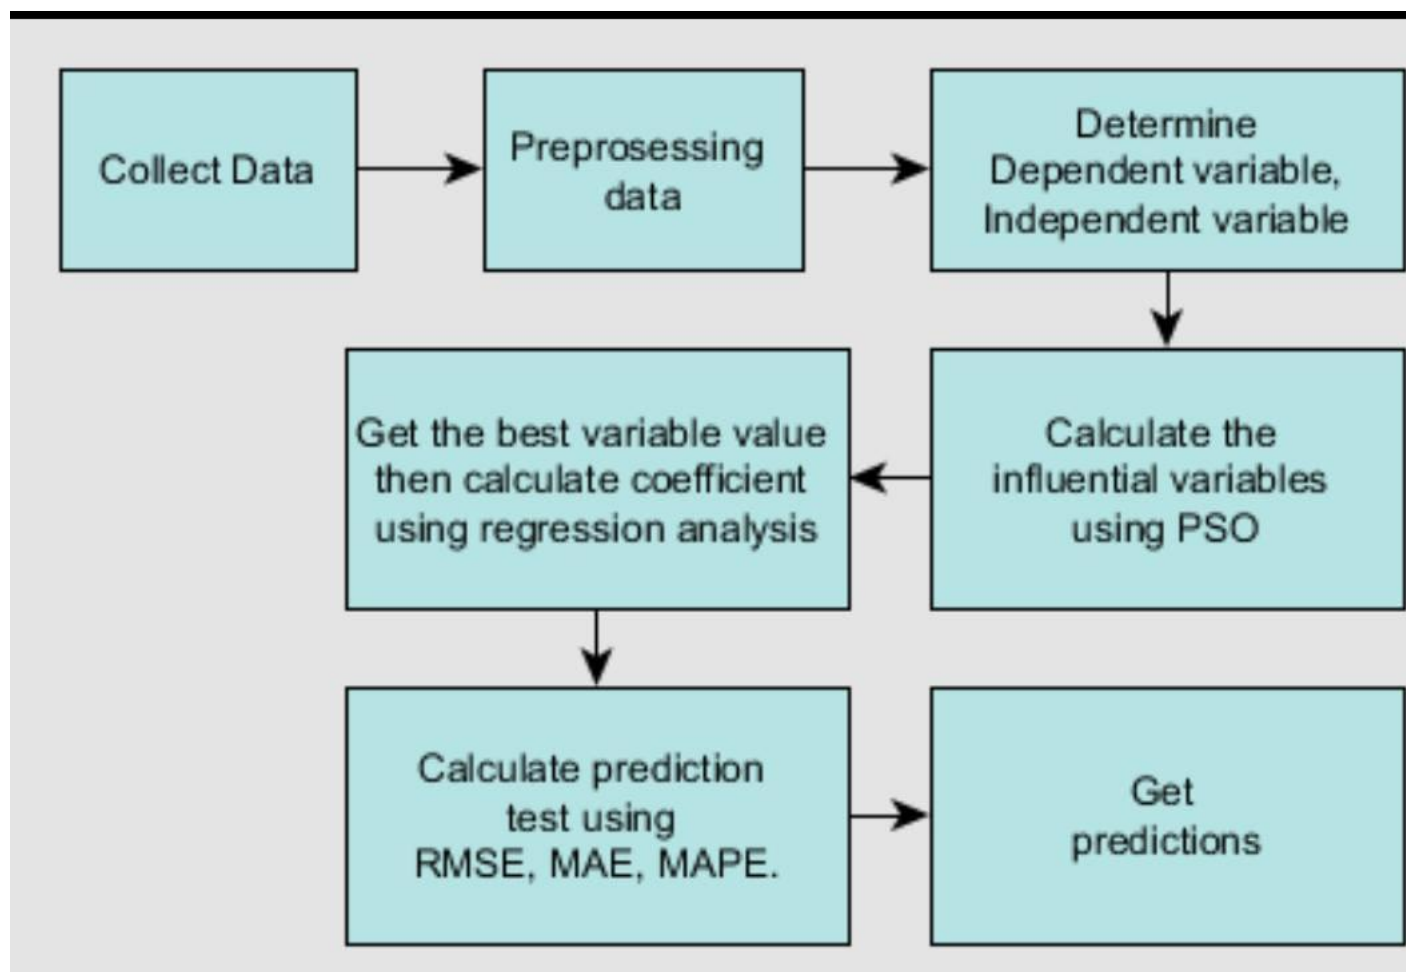 Collect Data
Preprosessing
data
Determine
Dependent variable,
Independent variable
Calculate the
influential variables
using PSO
Get the best variable value
then calculate coefficient
using regression analysis
Calculate prediction
test using
RMSE, MAE, MAPE.
Get
predictions